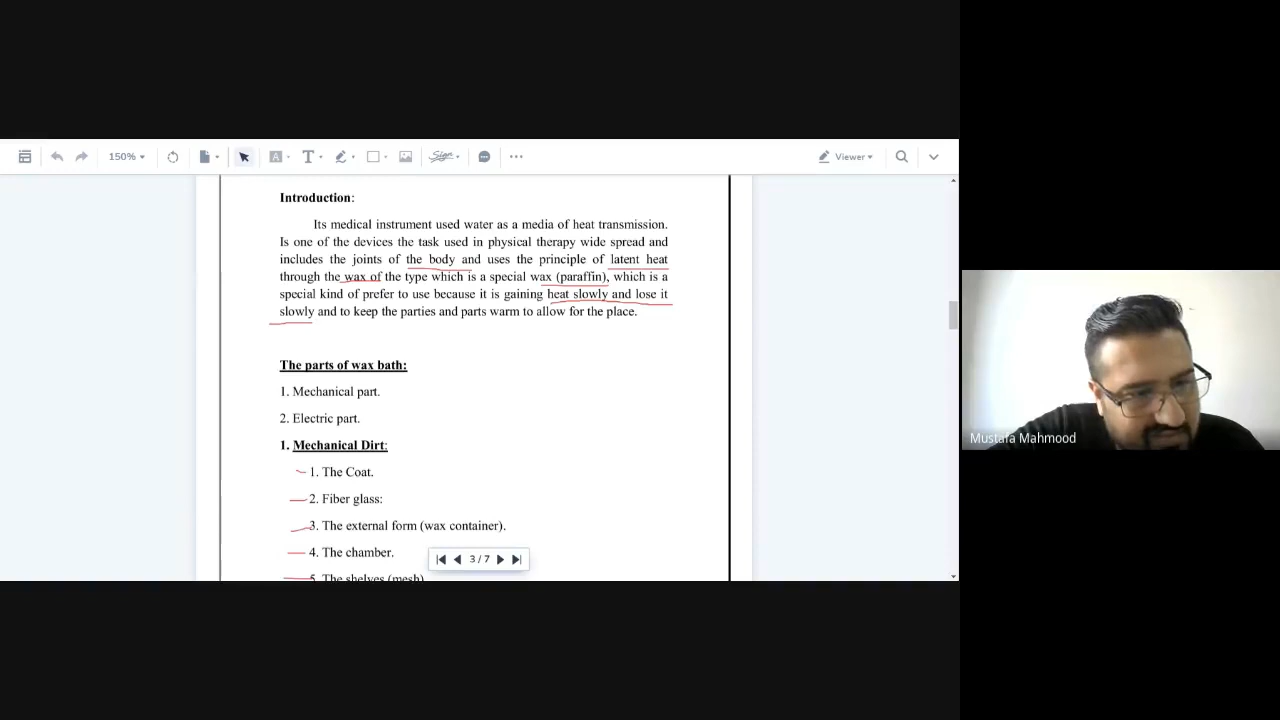 150%
T
Sign
Viewer
Introduction:
Its medical instrument used water as a media of heat transmission.
Is one of the devices the task used in physical therapy wide spread and
includes the joints of the body and uses the principle of latent heat
through the wax of the type which is a special wax (paraffin), which is a
special kind of prefer to use because it is gaining heat slowly and lose it
slowly and to keep the parties and parts warm to allow for the place.
The parts of wax bath:
1. Mechanical part.
2. Electric part.
1. Mechanical Dirt:
1. The Coat.
2. Fiber glass:
3. The external form (wax container).
4. The chamber.
5. The shelves (mesh)
3 / 7
Mustafa Mahmood